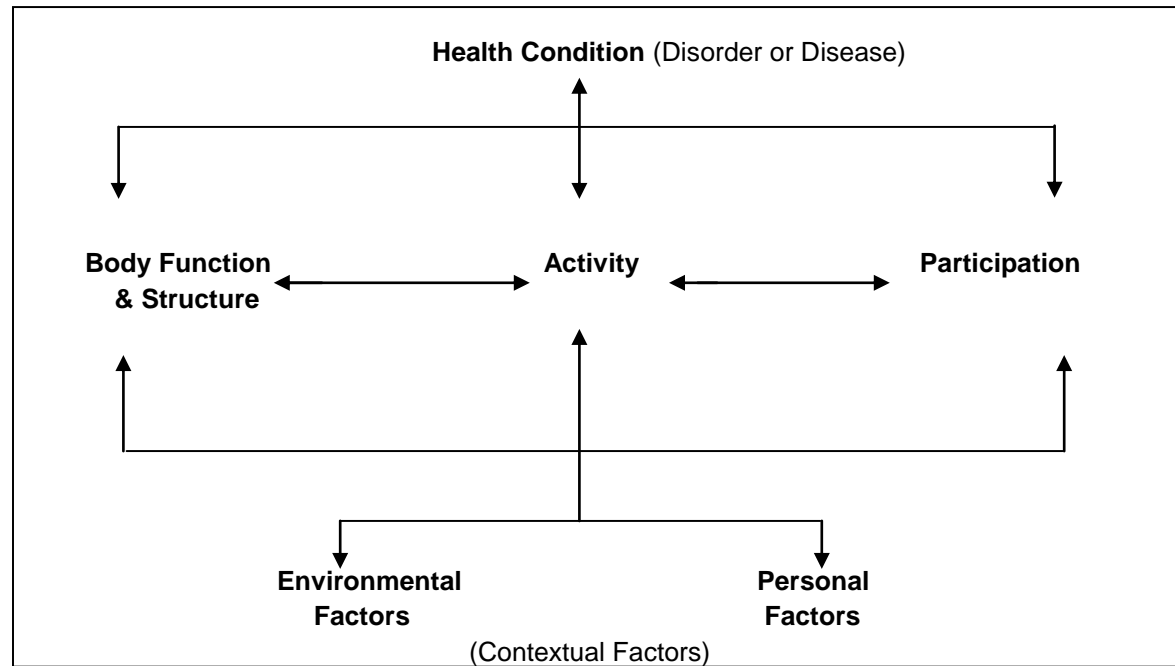 Health Condition (Disorder or Disease)
Body Function
& Structure
Activity
Participation
Environmental
Factors
Personal
Factors
(Contextual Factors)